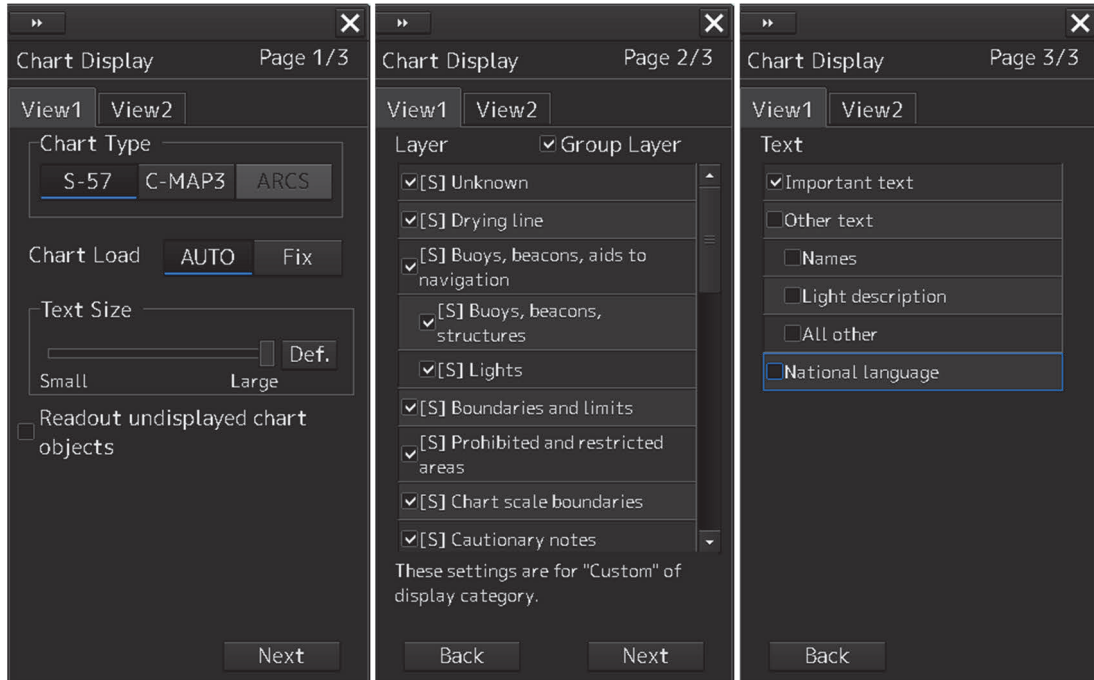 Chart Display Page 1/3
View1 View2
Chart Type
S-57 C-MAP3 ARCS
Chart Load AUTO Fix
Text Size
Def.
Small Large
Readout undisplayed chart
objects
Next
Chart Display Page 2/3
View1 View2
Layer Group Layer
[S] Unknown
[S] Drying line
[S] Buoys, beacons, aids to
navigation
[S] Buoys, beacons,
structures
[S] Lights
[S] Boundaries and limits
[S] Prohibited and restricted
areas
[S] Chart scale boundaries
[S] Cautionary notes
These settings are for "Custom" of
display category.
Back Next
Chart Display Page 3/3
View1 View2
Text
Important text
Other text
Names
Light description
All other
National language
Back